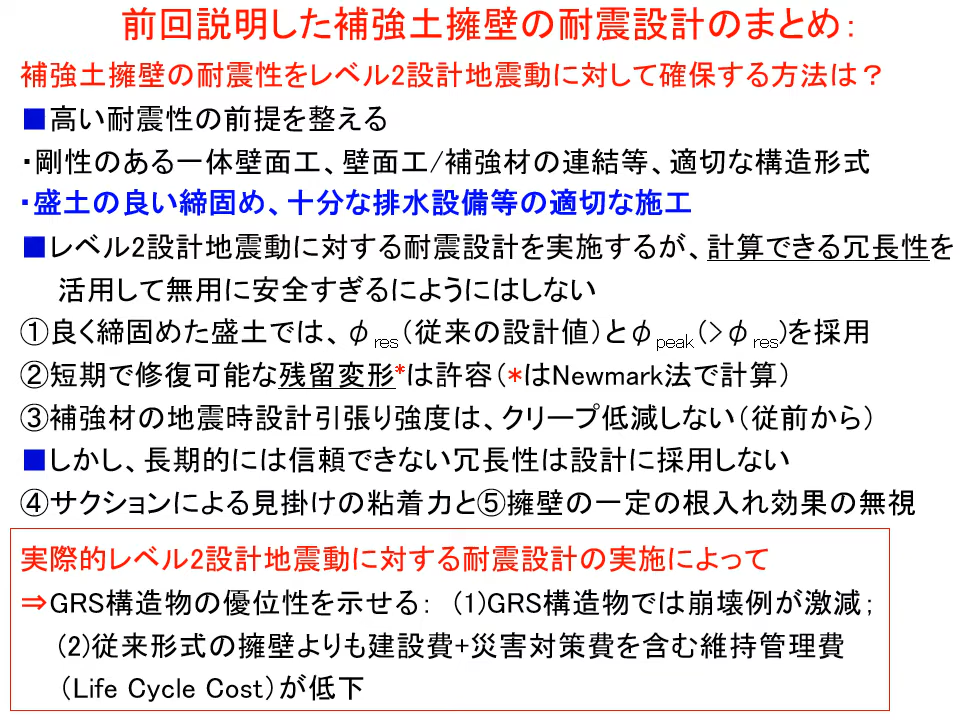 前回説明した補強土擁壁の耐震設計のまとめ：
補強土擁壁の耐震性をレベル2設計地震動に対して確保する方法は？
■高い耐震性の前提を整える
・剛性のある一体壁面工、壁面工/補強材の連結等、適切な構造形式
・盛土の良い締固め、十分な排水設備等の適切な施工
■レベル2設計地震動に対する耐震設計を実施するが、計算できる冗長性を
活用して無用に安全すぎるにようにはしない
①良く締固めた盛土では、φres（従来の設計値）とφpeak(>φres)を採用
②短期で修復可能な残留変形*は許容（*はNewmark法で計算）
③補強材の地震時設計引張り強度は、クリープ低減しない（従前から）
■しかし、長期的には信頼できない冗長性は設計に採用しない
④サクションによる見掛けの粘着力と⑤擁壁の一定の根入れ効果の無視
実際的レベル2設計地震動に対する耐震設計の実施によって
⇒GRS構造物の優位性を示せる： (1)GRS構造物では崩壊例が激減；
(2)従来形式の擁壁よりも建設費+災害対策費を含む維持管理費
（Life Cycle Cost）が低下